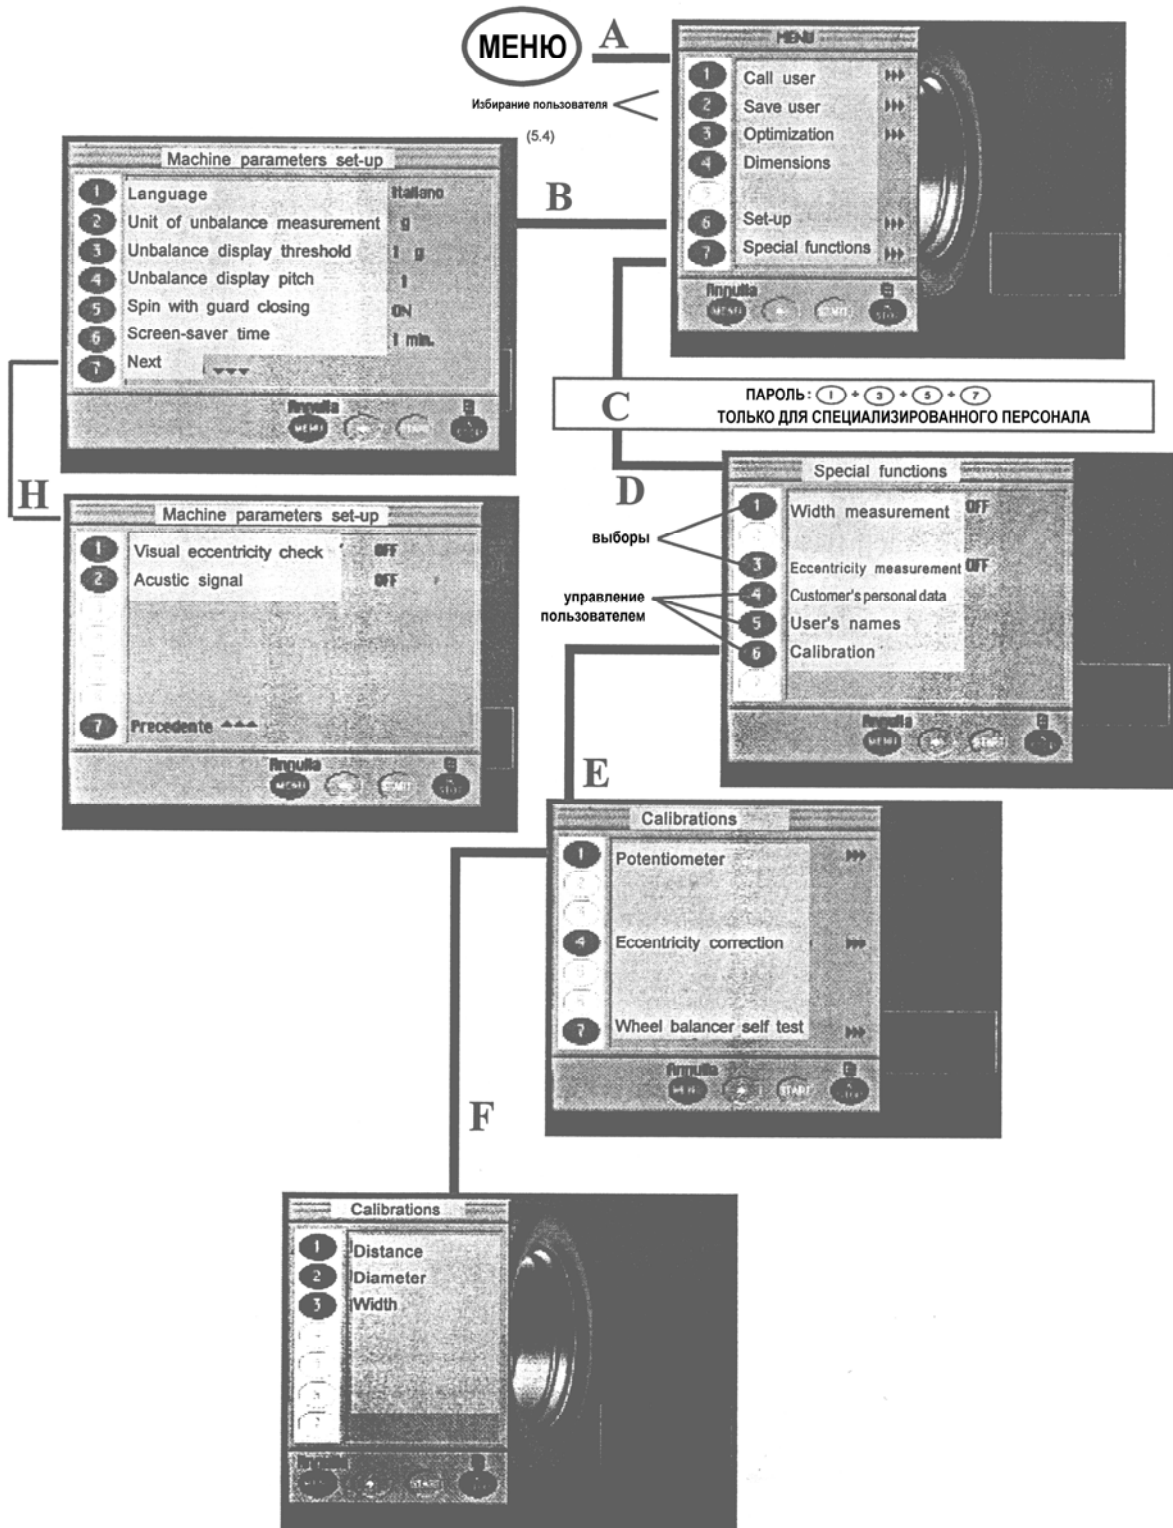 МЕНЮ
A
Избирание пользователя
(5.4)
MENU
1 Call user
2 Save user
3 Optimization
4 Dimensions
6 Set-up
7 Special functions
Annulla
MENU START STOP
B
Machine parameters set-up
1 Language Italiano
2 Unit of unbalance measurement g
3 Unbalance display threshold 1 g
4 Unbalance display pitch 1
5 Spin with guard closing ON
6 Screen-saver time 1 min.
7 Next
Annulla
MENU START
C
ПАРОЛЬ: 1 + 3 + 5 + 7
ТОЛЬКО ДЛЯ СПЕЦИАЛИЗИРОВАННОГО ПЕРСОНАЛА
H
Machine parameters set-up
1 Visual eccentricity check OFF
2 Acustic signal OFF
7 Precedente
Annulla
MENU START STOP
D
выборы
управление
пользователем
Special functions
1 Width measurement OFF
3 Eccentricity measurement OFF
4 Customer's personal data
5 User's names
6 Calibration
Annulla
MENU START
E
Calibrations
1 Potentiometer
4 Eccentricity correction
7 Wheel balancer self test
Annulla
MENU START STOP
F
Calibrations
1 Distance
2 Diameter
3 Width
Annulla
START